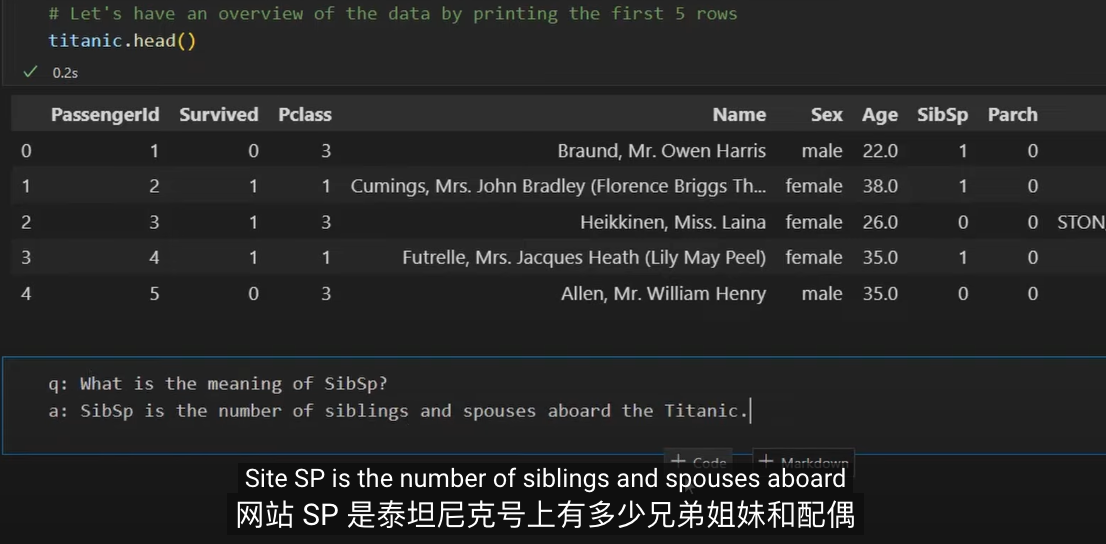 # Let's have an overview of the data by printing the first 5 rows
titanic.head()
0.2s
PassengerId Survived Pclass Name Sex Age SibSp Parch
0 1 0 3 Braund, Mr. Owen Harris male 22.0 1 0
1 2 1 1 Cumings, Mrs. John Bradley (Florence Briggs Th... female 38.0 1 0
2 3 1 3 Heikkinen, Miss. Laina female 26.0 0 0 STON
3 4 1 1 Futrelle, Mrs. Jacques Heath (Lily May Peel) female 35.0 1 0
4 5 0 3 Allen, Mr. William Henry male 35.0 0 0
q: What is the meaning of SibSp?
a: SibSp is the number of siblings and spouses aboard the Titanic.
+ Code + Markdown
Site SP is the number of siblings and spouses aboard
网站 SP 是泰坦尼克号上有多少兄弟姐妹和配偶